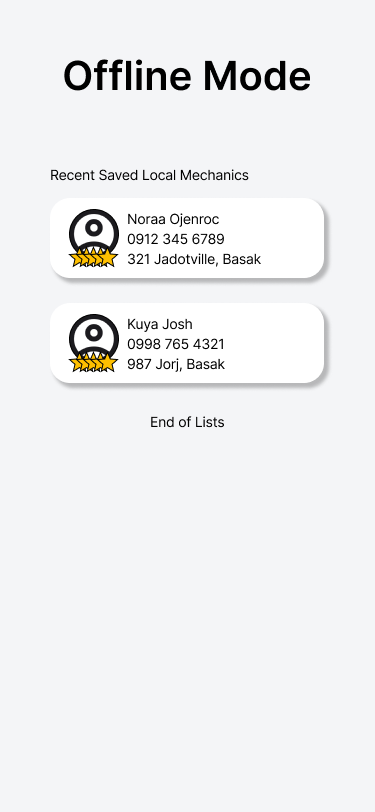 Offline Mode
Recent Saved Local Mechanics
Noraa Ojenroc
0912 345 6789
321 Jadotville, Basak
Kuya Josh
0998 765 4321
987 Jorj, Basak
End of Lists